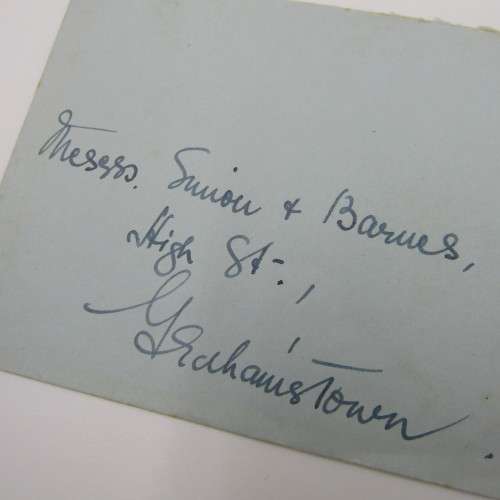 Messrs. Simon & Barnes,
High St.,
Grahamstown.